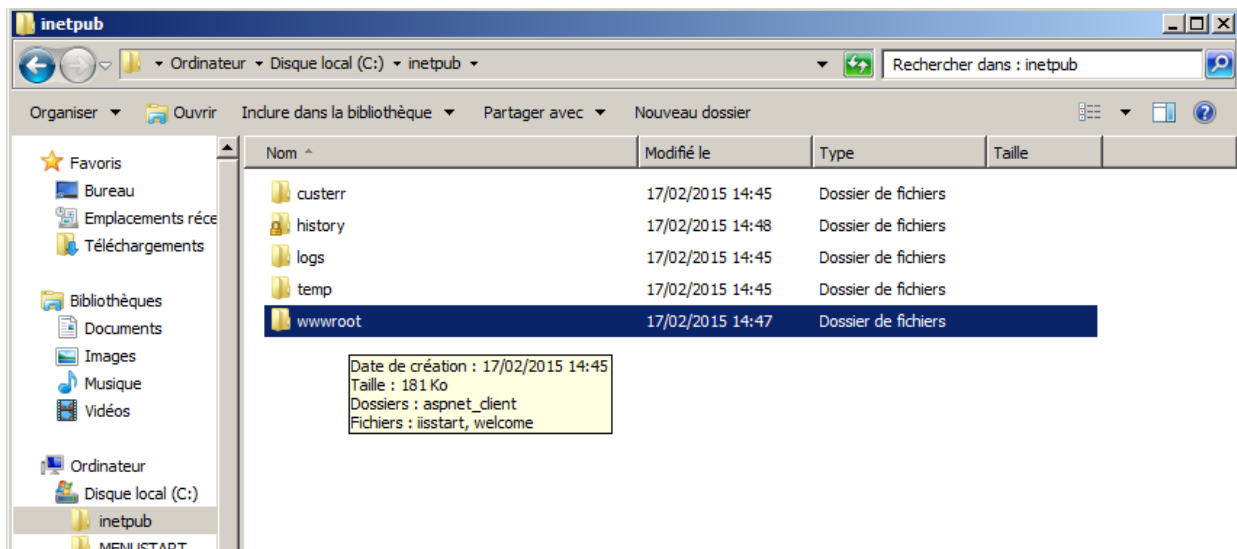 inetpub
Ordinateur Disque local (C:) inetpub Rechercher dans : inetpub
Organiser Ouvrir Inclure dans la bibliothèque Partager avec Nouveau dossier
Nom Modifié le Type Taille
Favoris
Bureau
Emplacements réce
Téléchargements
Bibliothèques
Documents
Images
Musique
Vidéos
Ordinateur
Disque local (C:)
inetpub
MENUSTART
custerr 17/02/2015 14:45 Dossier de fichiers
history 17/02/2015 14:48 Dossier de fichiers
logs 17/02/2015 14:45 Dossier de fichiers
temp 17/02/2015 14:45 Dossier de fichiers
wwwroot 17/02/2015 14:47 Dossier de fichiers
Date de création : 17/02/2015 14:45
Taille : 181 Ko
Dossiers : aspnet_client
Fichiers : iisstart, welcome